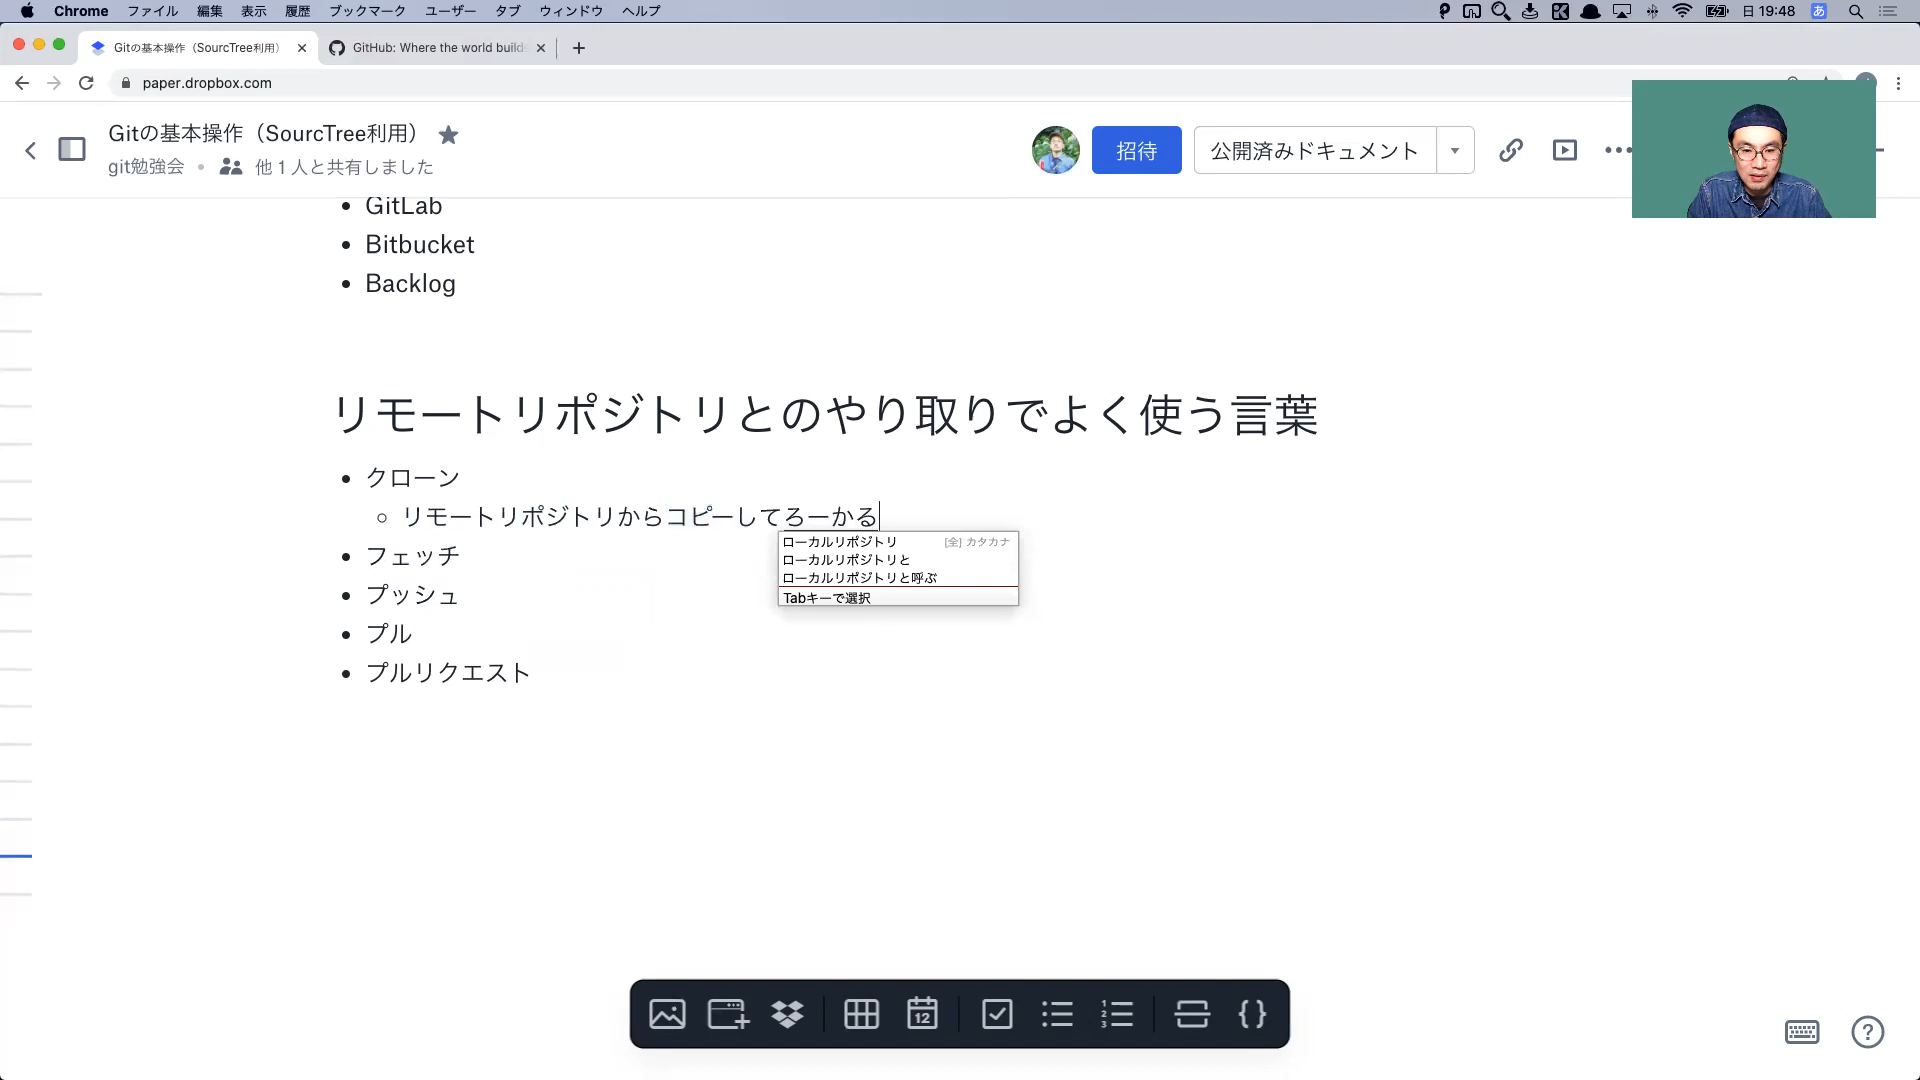 Chrome ファイル 編集 表示 履歴 ブックマーク ユーザー タブ ウィンドウ ヘルプ 日 19:48 あ
Gitの基本操作（SourcTree利用） GitHub: Where the world builds
paper.dropbox.com
Gitの基本操作（SourcTree利用）
git勉強会 • 他 1 人と共有しました
招待 公開済みドキュメント
• GitLab
• Bitbucket
• Backlog
リモートリポジトリとのやり取りでよく使う言葉
• クローン
○ リモートリポジトリからコピーしてろーかる
ローカルリポジトリ [全] カタカナ
ローカルリポジトリと
ローカルリポジトリと呼ぶ
Tabキーで選択
• フェッチ
• プッシュ
• プル
• プルリクエスト
12